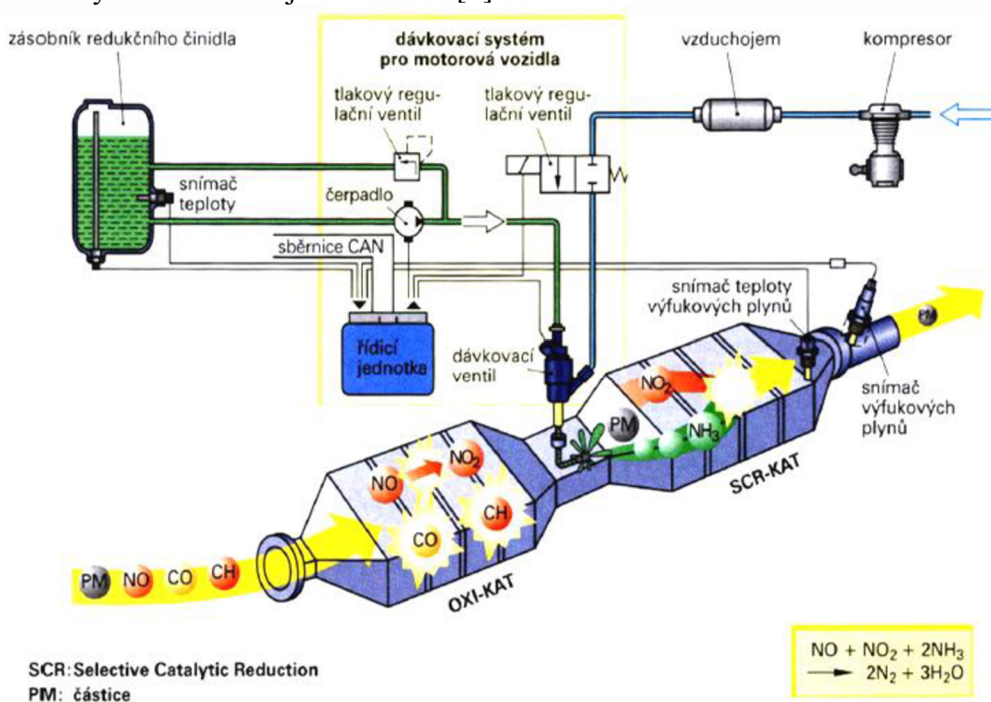 zásobník redukčního činidla
dávkovací systém
pro motorová vozidla
vzduchojem
kompresor
tlakový regu-
lační ventil
tlakový regu-
lační ventil
snímač
teploty
čerpadlo
sběrnice CAN
řídicí
jednotka
dávkovací
ventil
snímač teploty
výfukových plynů
PM
snímač
výfukových
plynů
NO₂
PM
NH₃
SCR-KAT
NO
NO₂
CO
CH
OXI-KAT
PM
NO
CO
CH
SCR: Selective Catalytic Reduction
PM: částice
NO + NO₂ + 2NH₃
→ 2N₂ + 3H₂O